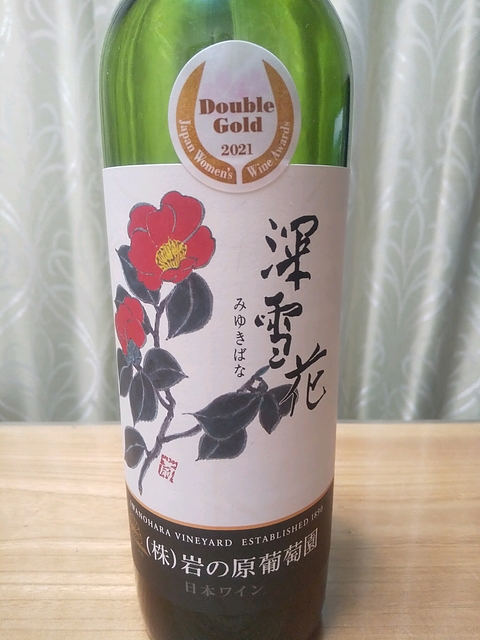 Double
Gold
2021
Japan Women's Wine Awards
深雪花
みゆきばな
IWANOHARA VINEYARD ESTABLISHED 1890
(株)岩の原葡萄園
日本ワイン